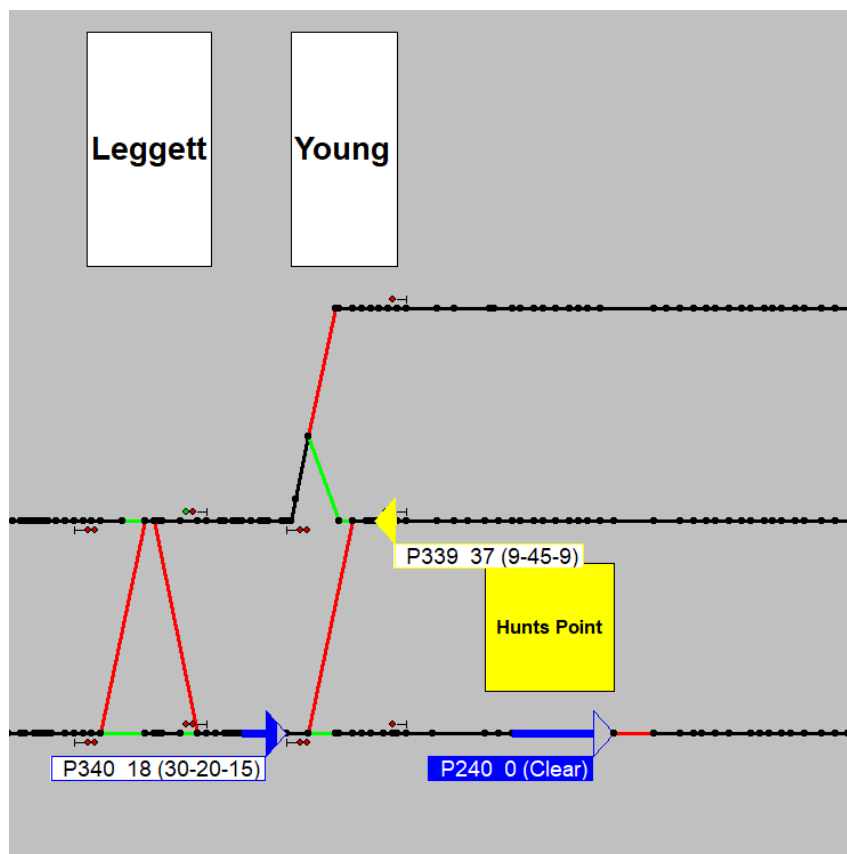 Leggett
Young
P339 37 (9-45-9)
Hunts Point
P340 18 (30-20-15)
P240 0 (Clear)